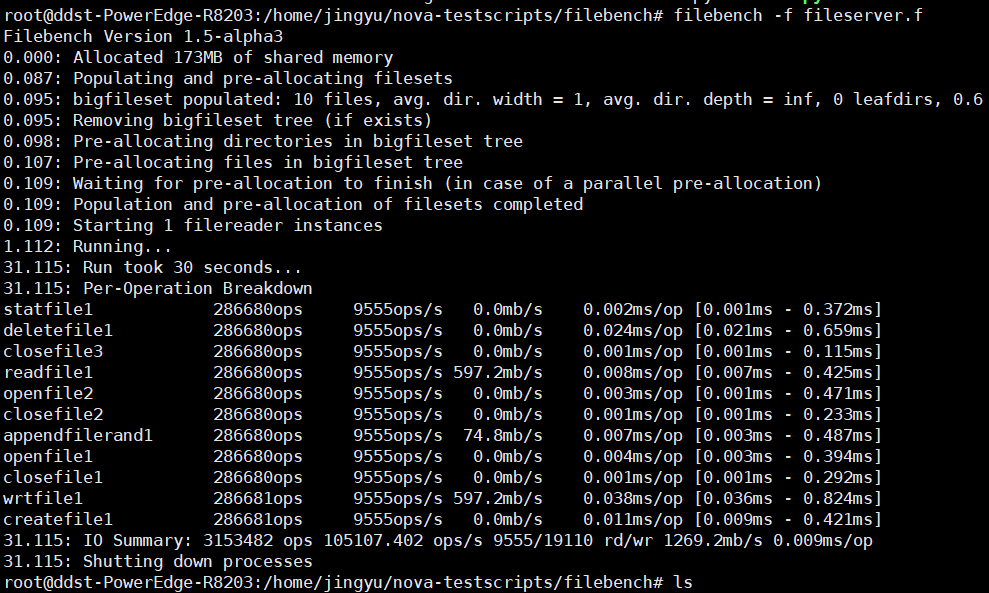 root@ddst-PowerEdge-R8203:/home/jingyu/nova-testscripts/filebench# filebench -f fileserver.f
Filebench Version 1.5-alpha3
0.000: Allocated 173MB of shared memory
0.087: Populating and pre-allocating filesets
0.095: bigfileset populated: 10 files, avg. dir. width = 1, avg. dir. depth = inf, 0 leafdirs, 0.6
0.095: Removing bigfileset tree (if exists)
0.098: Pre-allocating directories in bigfileset tree
0.107: Pre-allocating files in bigfileset tree
0.109: Waiting for pre-allocation to finish (in case of a parallel pre-allocation)
0.109: Population and pre-allocation of filesets completed
0.109: Starting 1 filereader instances
1.112: Running...
31.115: Run took 30 seconds...
31.115: Per-Operation Breakdown
statfile1            286680ops     9555ops/s   0.0mb/s    0.002ms/op [0.001ms - 0.372ms]
deletefile1          286680ops     9555ops/s   0.0mb/s    0.024ms/op [0.021ms - 0.659ms]
closefile3           286680ops     9555ops/s   0.0mb/s    0.001ms/op [0.001ms - 0.115ms]
readfile1            286680ops     9555ops/s 597.2mb/s    0.008ms/op [0.007ms - 0.425ms]
openfile2            286680ops     9555ops/s   0.0mb/s    0.003ms/op [0.001ms - 0.471ms]
closefile2           286680ops     9555ops/s   0.0mb/s    0.001ms/op [0.001ms - 0.233ms]
appendfilerand1      286680ops     9555ops/s  74.8mb/s    0.007ms/op [0.003ms - 0.487ms]
openfile1            286680ops     9555ops/s   0.0mb/s    0.004ms/op [0.003ms - 0.394ms]
closefile1           286680ops     9555ops/s   0.0mb/s    0.001ms/op [0.001ms - 0.292ms]
wrtfile1             286681ops     9555ops/s 597.2mb/s    0.038ms/op [0.036ms - 0.824ms]
createfile1          286681ops     9555ops/s   0.0mb/s    0.011ms/op [0.009ms - 0.421ms]
31.115: IO Summary: 3153482 ops 105107.402 ops/s 9555/19110 rd/wr 1269.2mb/s 0.009ms/op
31.115: Shutting down processes
root@ddst-PowerEdge-R8203:/home/jingyu/nova-testscripts/filebench# ls